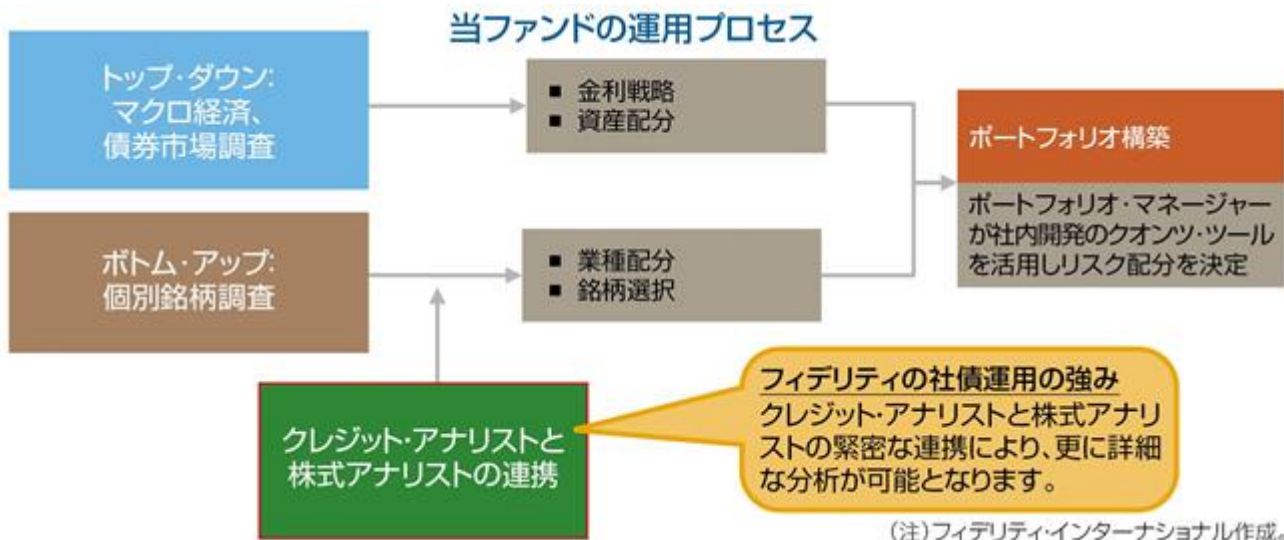 当ファンドの運用プロセス
トップ・ダウン:
マクロ経済、
債券市場調査
■ 金利戦略
■ 資産配分
ボトム・アップ:
個別銘柄調査
■ 業種配分
■ 銘柄選択
ポートフォリオ構築
ポートフォリオ・マネージャー
が社内開発のクオンツ・ツール
を活用しリスク配分を決定
クレジット・アナリストと
株式アナリストの連携
フィデリティの社債運用の強み
クレジット・アナリストと株式アナリ
ストの緊密な連携により、更に詳細
な分析が可能となります。
(注)フィデリティ・インターナショナル作成。